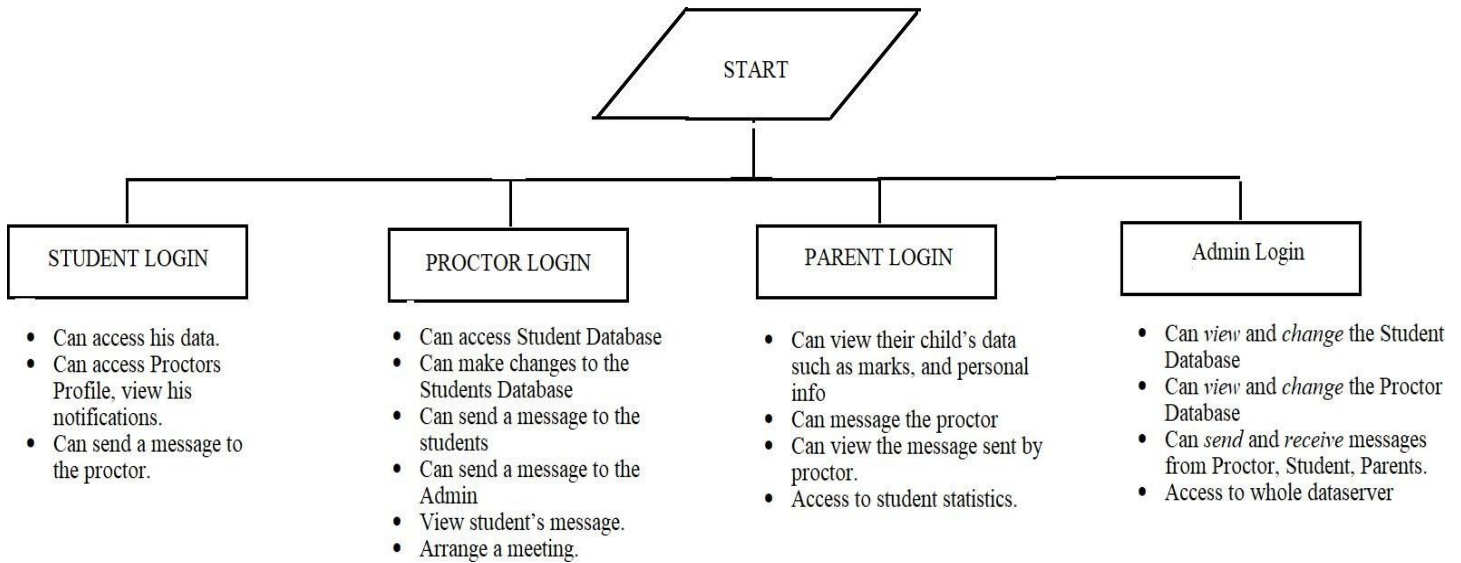 START
STUDENT LOGIN
• Can access his data.
• Can access Proctors
Profile, view his
notifications.
• Can send a message to
the proctor.
PROCTOR LOGIN
• Can access Student Database
• Can make changes to the
Students Database
• Can send a message to the
students
• Can send a message to the
Admin
• View student’s message.
• Arrange a meeting.
PARENT LOGIN
• Can view their child’s data
such as marks, and personal
info
• Can message the proctor
• Can view the message sent by
proctor.
• Access to student statistics.
Admin Login
• Can view and change the Student
Database
• Can view and change the Proctor
Database
• Can send and receive messages
from Proctor, Student, Parents.
• Access to whole dataserver